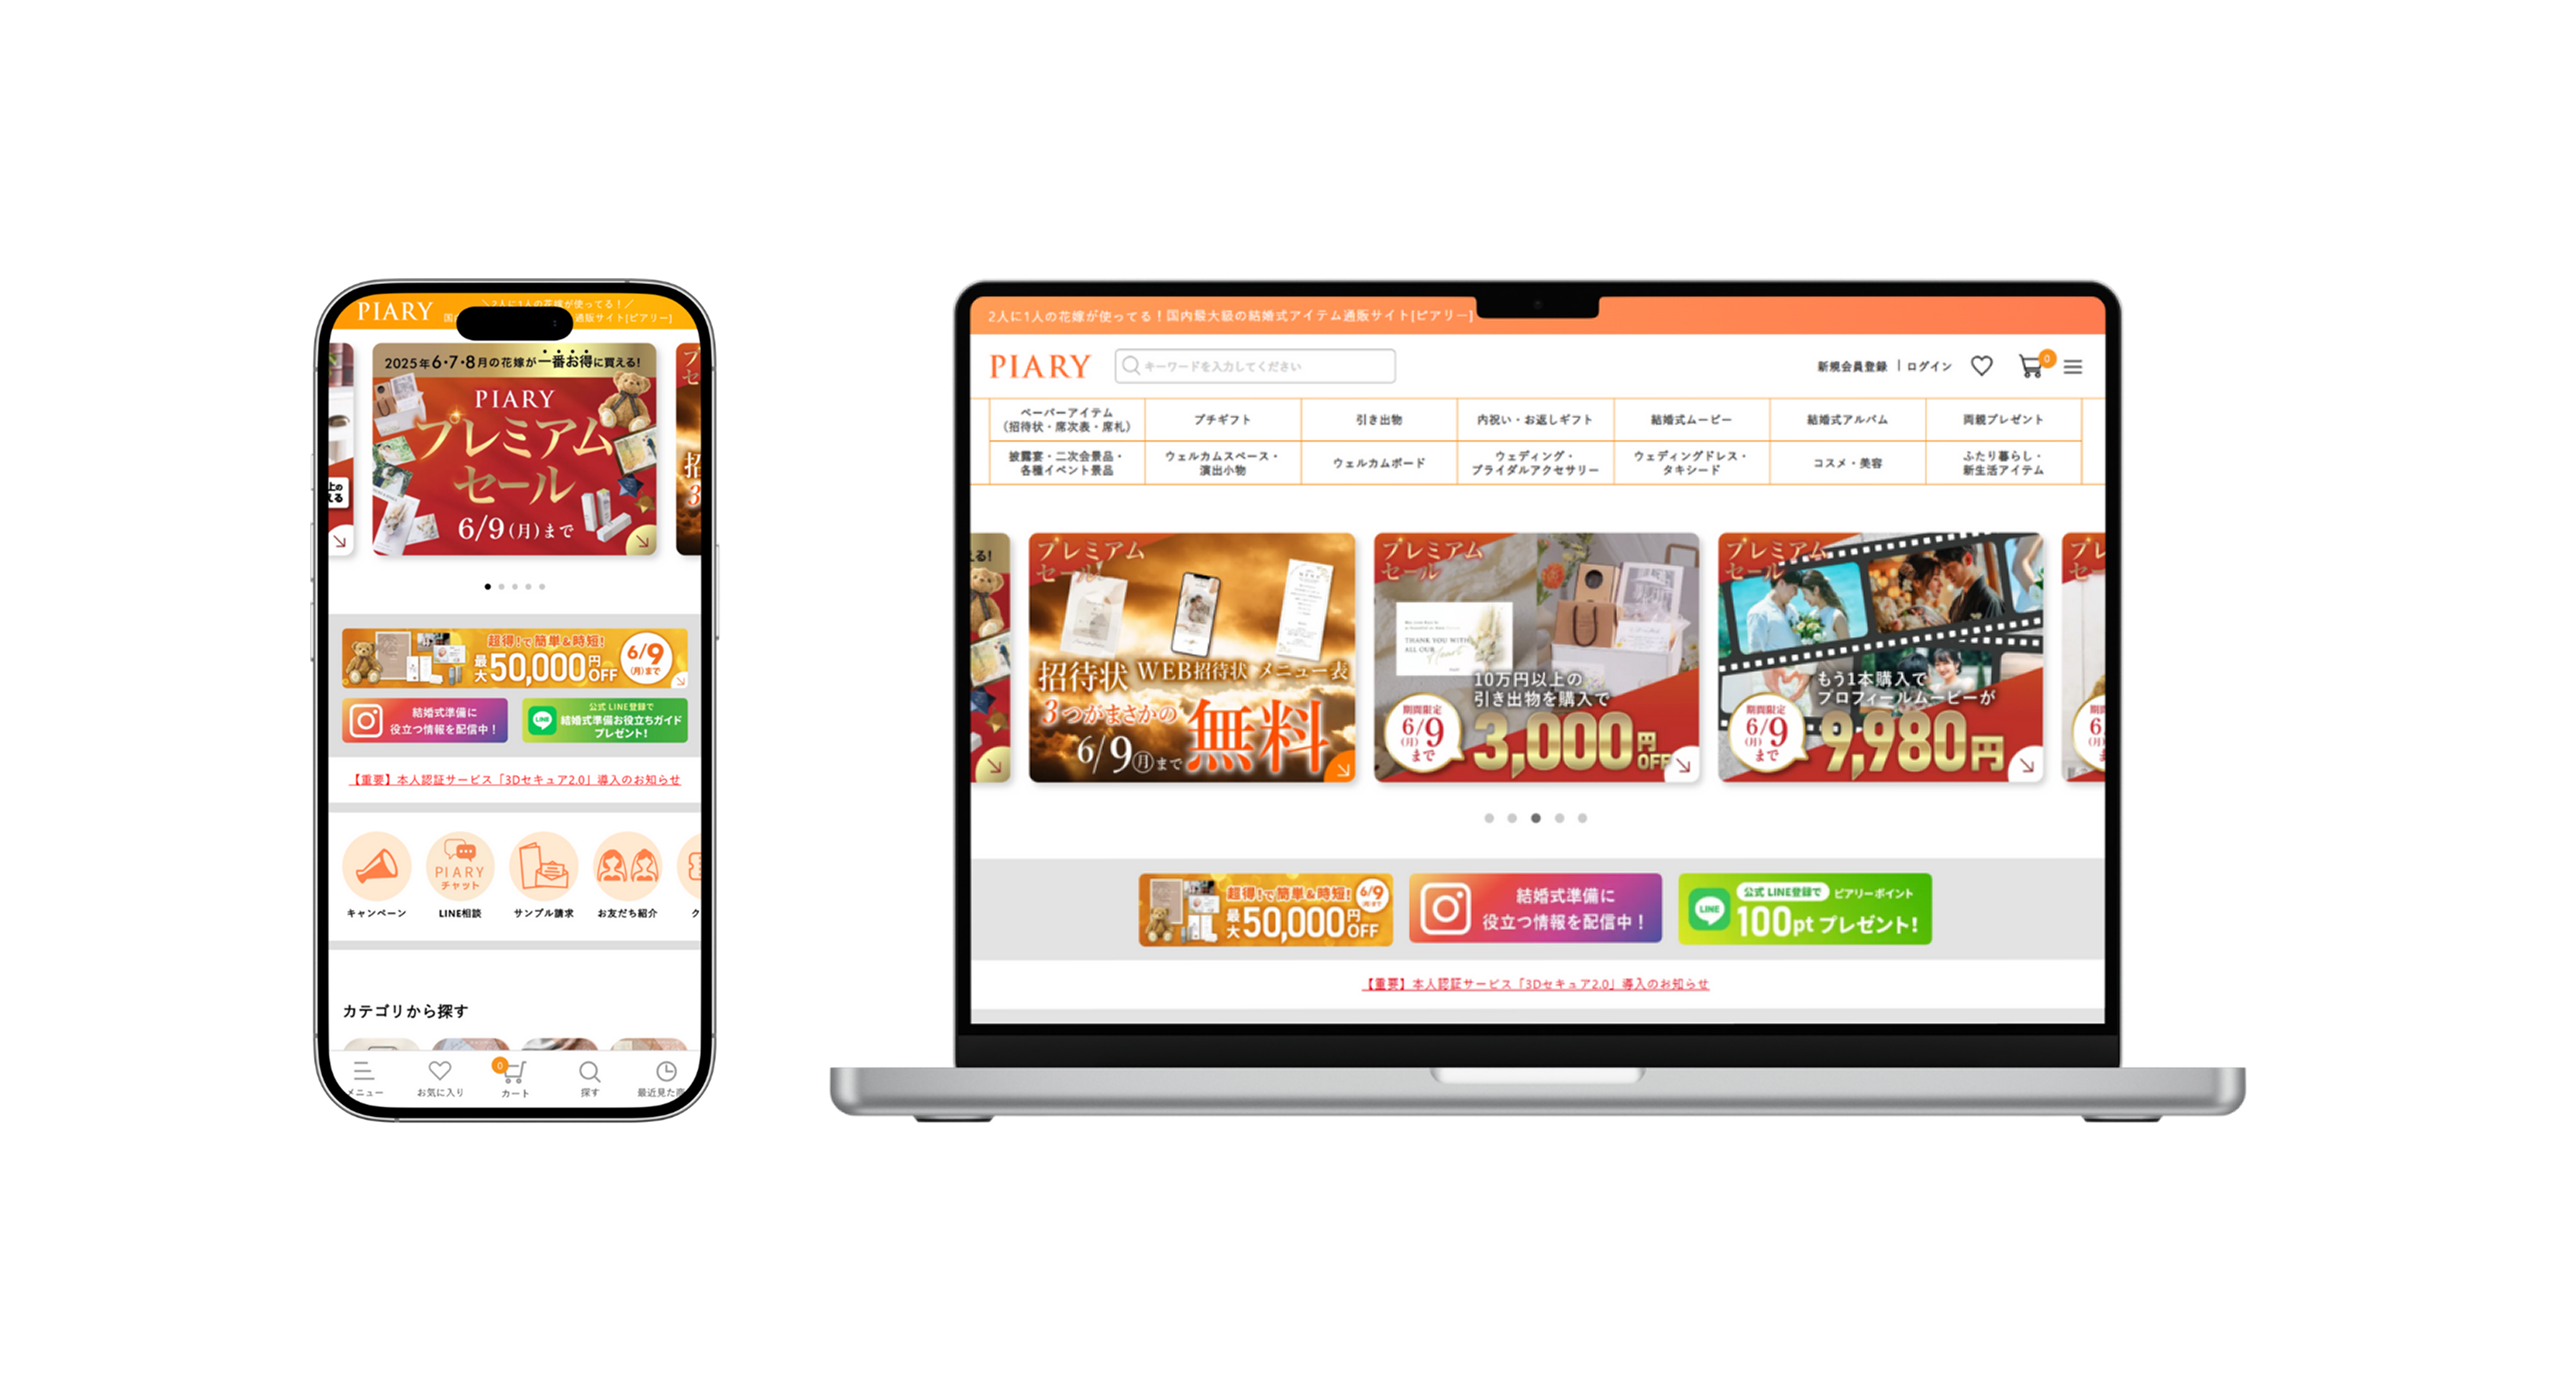 PIARY
＼2人に1人の花嫁が使ってる！／
国
通販サイト[ピアリー]
2025年6・7・8月の花嫁が一番お得に買える!
PIARY
プレミアム
セール
6/9(月)まで
超得!で簡単&時短!
最大50,000円OFF
6/9
(月)まで
結婚式準備に
役立つ情報を配信中！
公式 LINE登録で
LINE
結婚式準備お役立ちガイド
プレゼント!
【重要】本人認証サービス「3Dセキュア2.0」導入のお知らせ
PIARY
チャット
キャンペーン
LINE相談
サンプル請求
お友だち紹介
ク
カテゴリから探す
0
メニュー
お気に入り
カート
探す
最近見た商
2人に1人の花嫁が使ってる！国内最大級の結婚式アイテム通販サイト[ピアリー]
PIARY
キーワードを入力してください
新規会員登録
ログイン
0
ペーパーアイテム
（招待状・席次表・席札）
プチギフト
引き出物
内祝い・お返しギフト
結婚式ムービー
結婚式アルバム
両親プレゼント
披露宴・二次会景品・
各種イベント景品
ウェルカムスペース・
演出小物
ウェルカムボード
ウェディング・
ブライダルアクセサリー
ウェディングドレス・
タキシード
コスメ・美容
ふたり暮らし・
新生活アイテム
える!
プレミアム
セール
招待状 WEB招待状 メニュー表
3つがまさかの
無料
6/9(月)まで
プレミアム
セール
THANK YOU WITH
ALL OUR
Heart
10万円以上の
引き出物を購入で
3,000円OFF
期間限定
6/9
(月)
まで
プレミアム
セール
もう1本購入で
プロフィールムービーが
9,980円
期間限定
6/9
(月)
まで
超得!で簡単&時短!
6/9
最大50,000円OFF
結婚式準備に
役立つ情報を配信中！
LINE
公式 LINE登録で ピアリーポイント
100pt プレゼント!
【重要】本人認証サービス「3Dセキュア2.0」導入のお知らせ